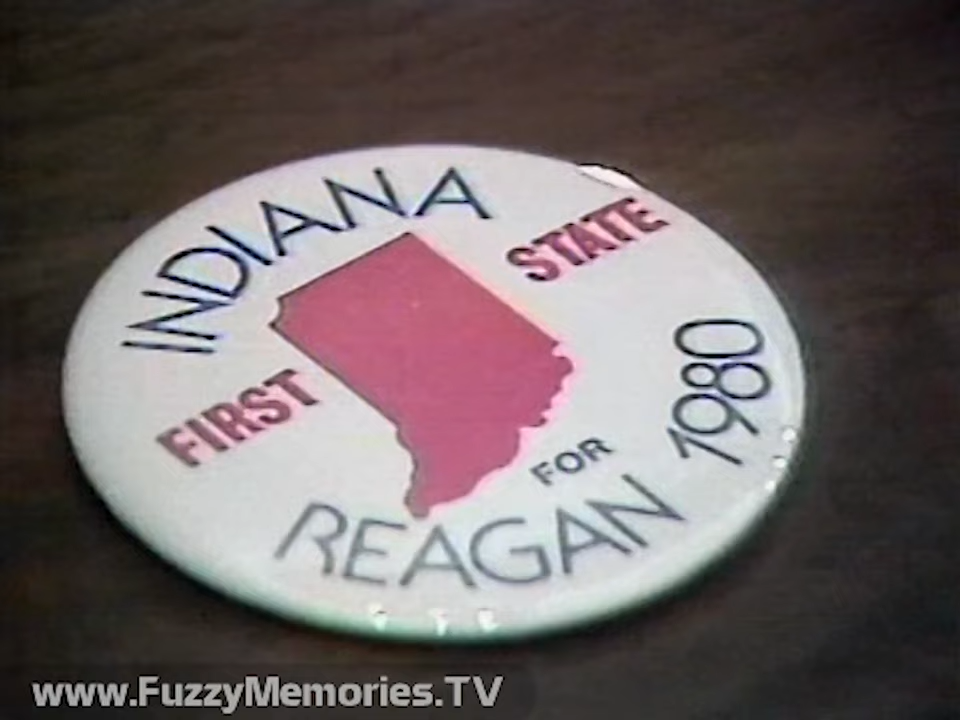 INDIANA
FIRST STATE
FOR
REAGAN 1980
www.FuzzyMemories.TV